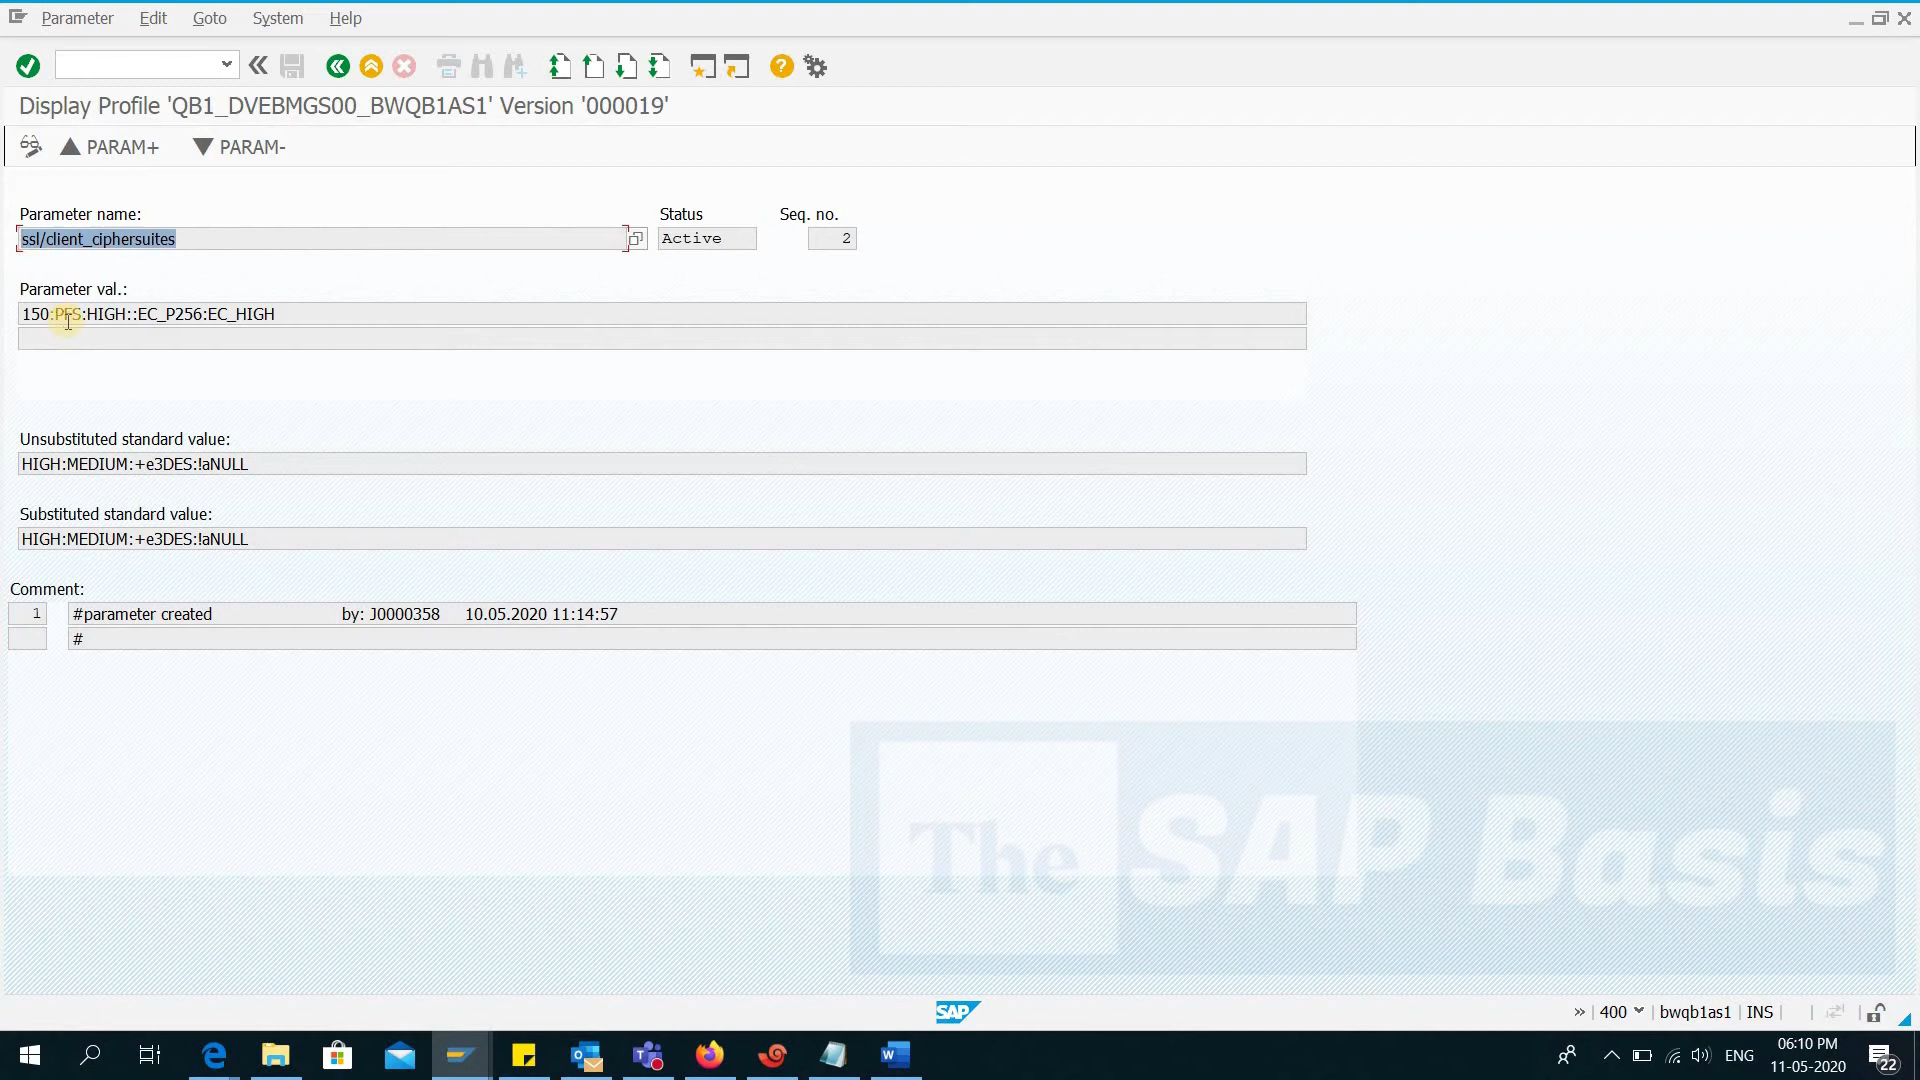 Parameter Edit Goto System Help
Display Profile 'QB1_DVEBMGS00_BWQB1AS1' Version '000019'
PARAM+ PARAM-
Parameter name: Status Seq. no.
ssl/client_ciphersuites Active 2
Parameter val.:
150:PFS:HIGH::EC_P256:EC_HIGH
Unsubstituted standard value:
HIGH:MEDIUM:+e3DES:!aNULL
Substituted standard value:
HIGH:MEDIUM:+e3DES:!aNULL
Comment:
1 #parameter created by: J0000358 10.05.2020 11:14:57
#
The SAP Basis
SAP 400 bwqb1as1 INS
ENG 06:10 PM
11-05-2020 22